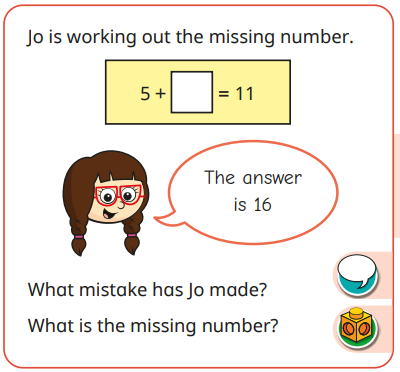 Jo is working out the missing number.
5 + = 11
The answer
is 16
What mistake has Jo made?
What is the missing number?